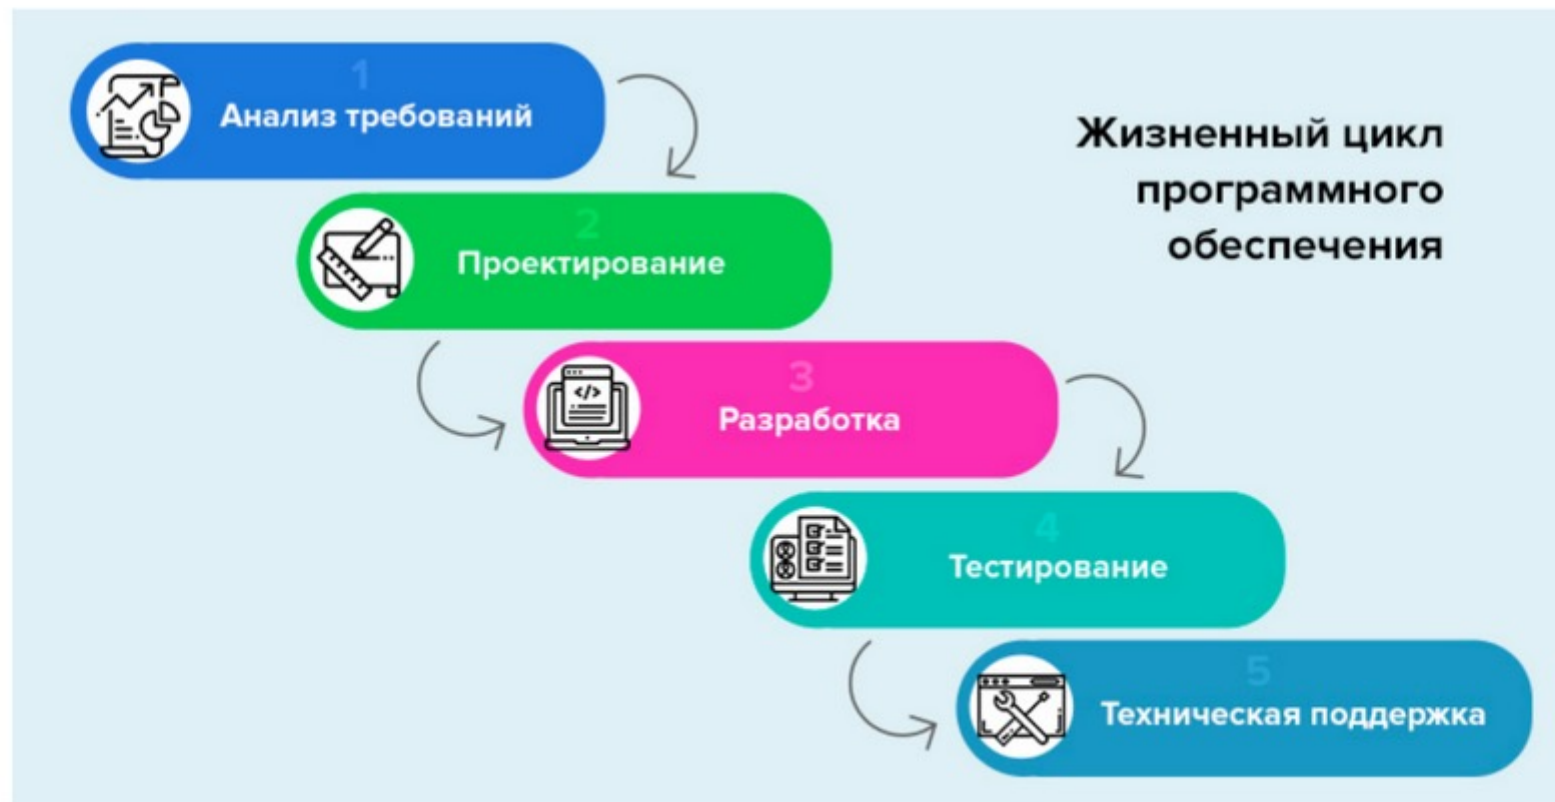 1
Анализ требований
Жизненный цикл
программного
обеспечения
2
Проектирование
3
</>
Разработка
4
Тестирование
5
Техническая поддержка